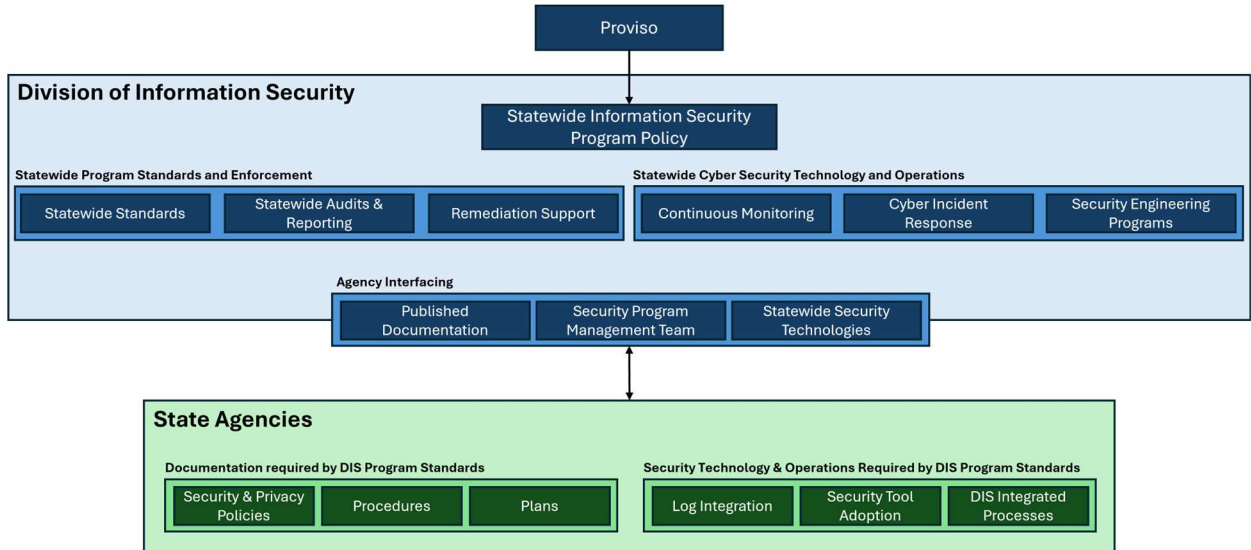 Proviso
Division of Information Security
Statewide Information Security
Program Policy
Statewide Program Standards and Enforcement
Statewide Standards
Statewide Audits &
Reporting
Remediation Support
Statewide Cyber Security Technology and Operations
Continuous Monitoring
Cyber Incident
Response
Security Engineering
Programs
Agency Interfacing
Published
Documentation
Security Program
Management Team
Statewide Security
Technologies
State Agencies
Documentation required by DIS Program Standards
Security & Privacy
Policies
Procedures
Plans
Security Technology & Operations Required by DIS Program Standards
Log Integration
Security Tool
Adoption
DIS Integrated
Processes